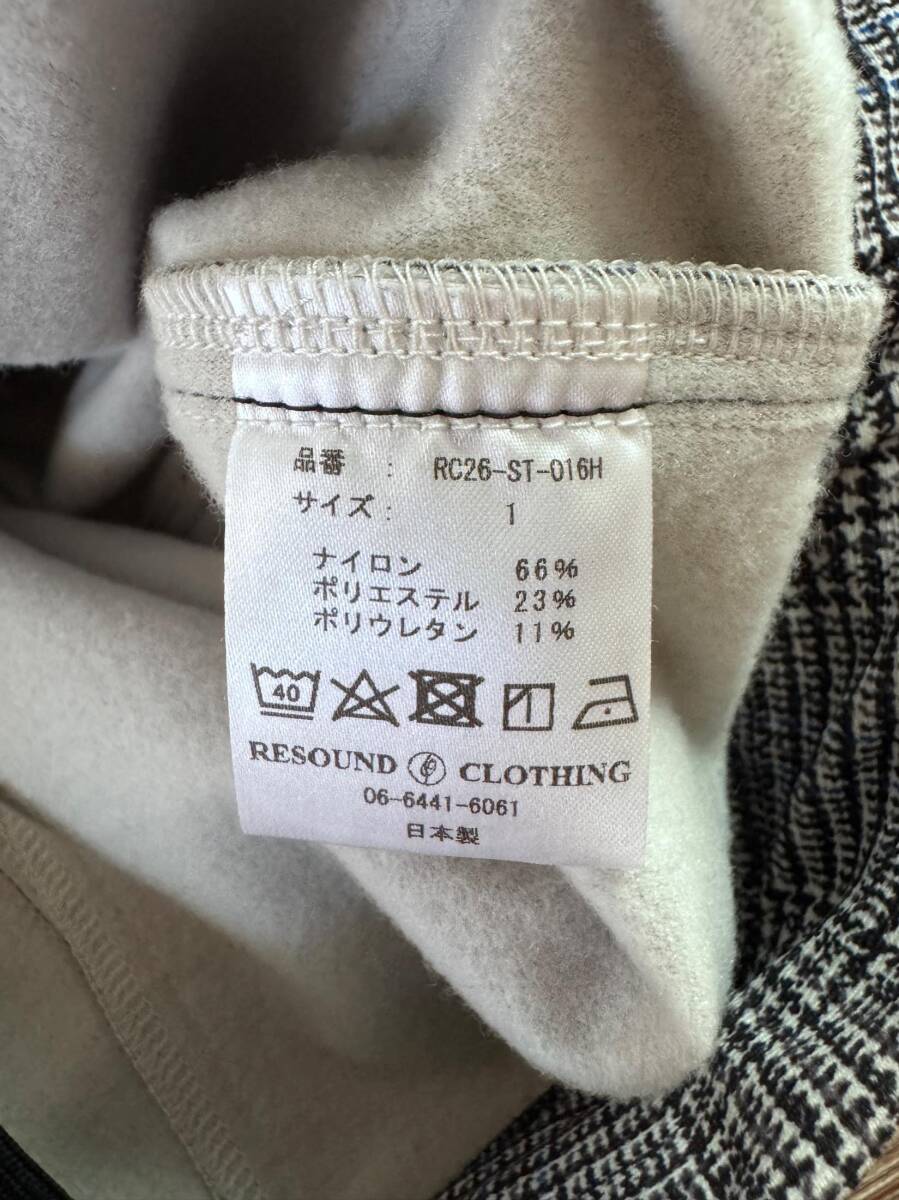 品番 : RC26-ST-016H
サイズ: 1
ナイロン 66%
ポリエステル 23%
ポリウレタン 11%
40
RESOUND CLOTHING
06-6441-6061
日本製